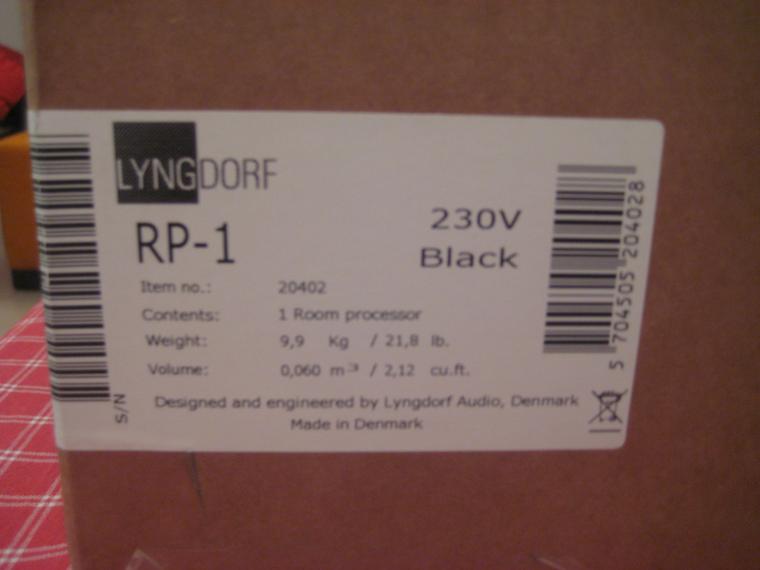 LYNGDORF
RP-1
230V
Black
Item no.: 20402
Contents: 1 Room processor
Weight: 9,9 Kg / 21,8 lb.
Volume: 0,060 m³ / 2,12 cu.ft.
Designed and engineered by Lyngdorf Audio, Denmark
Made in Denmark
S/N
5 704505 204028